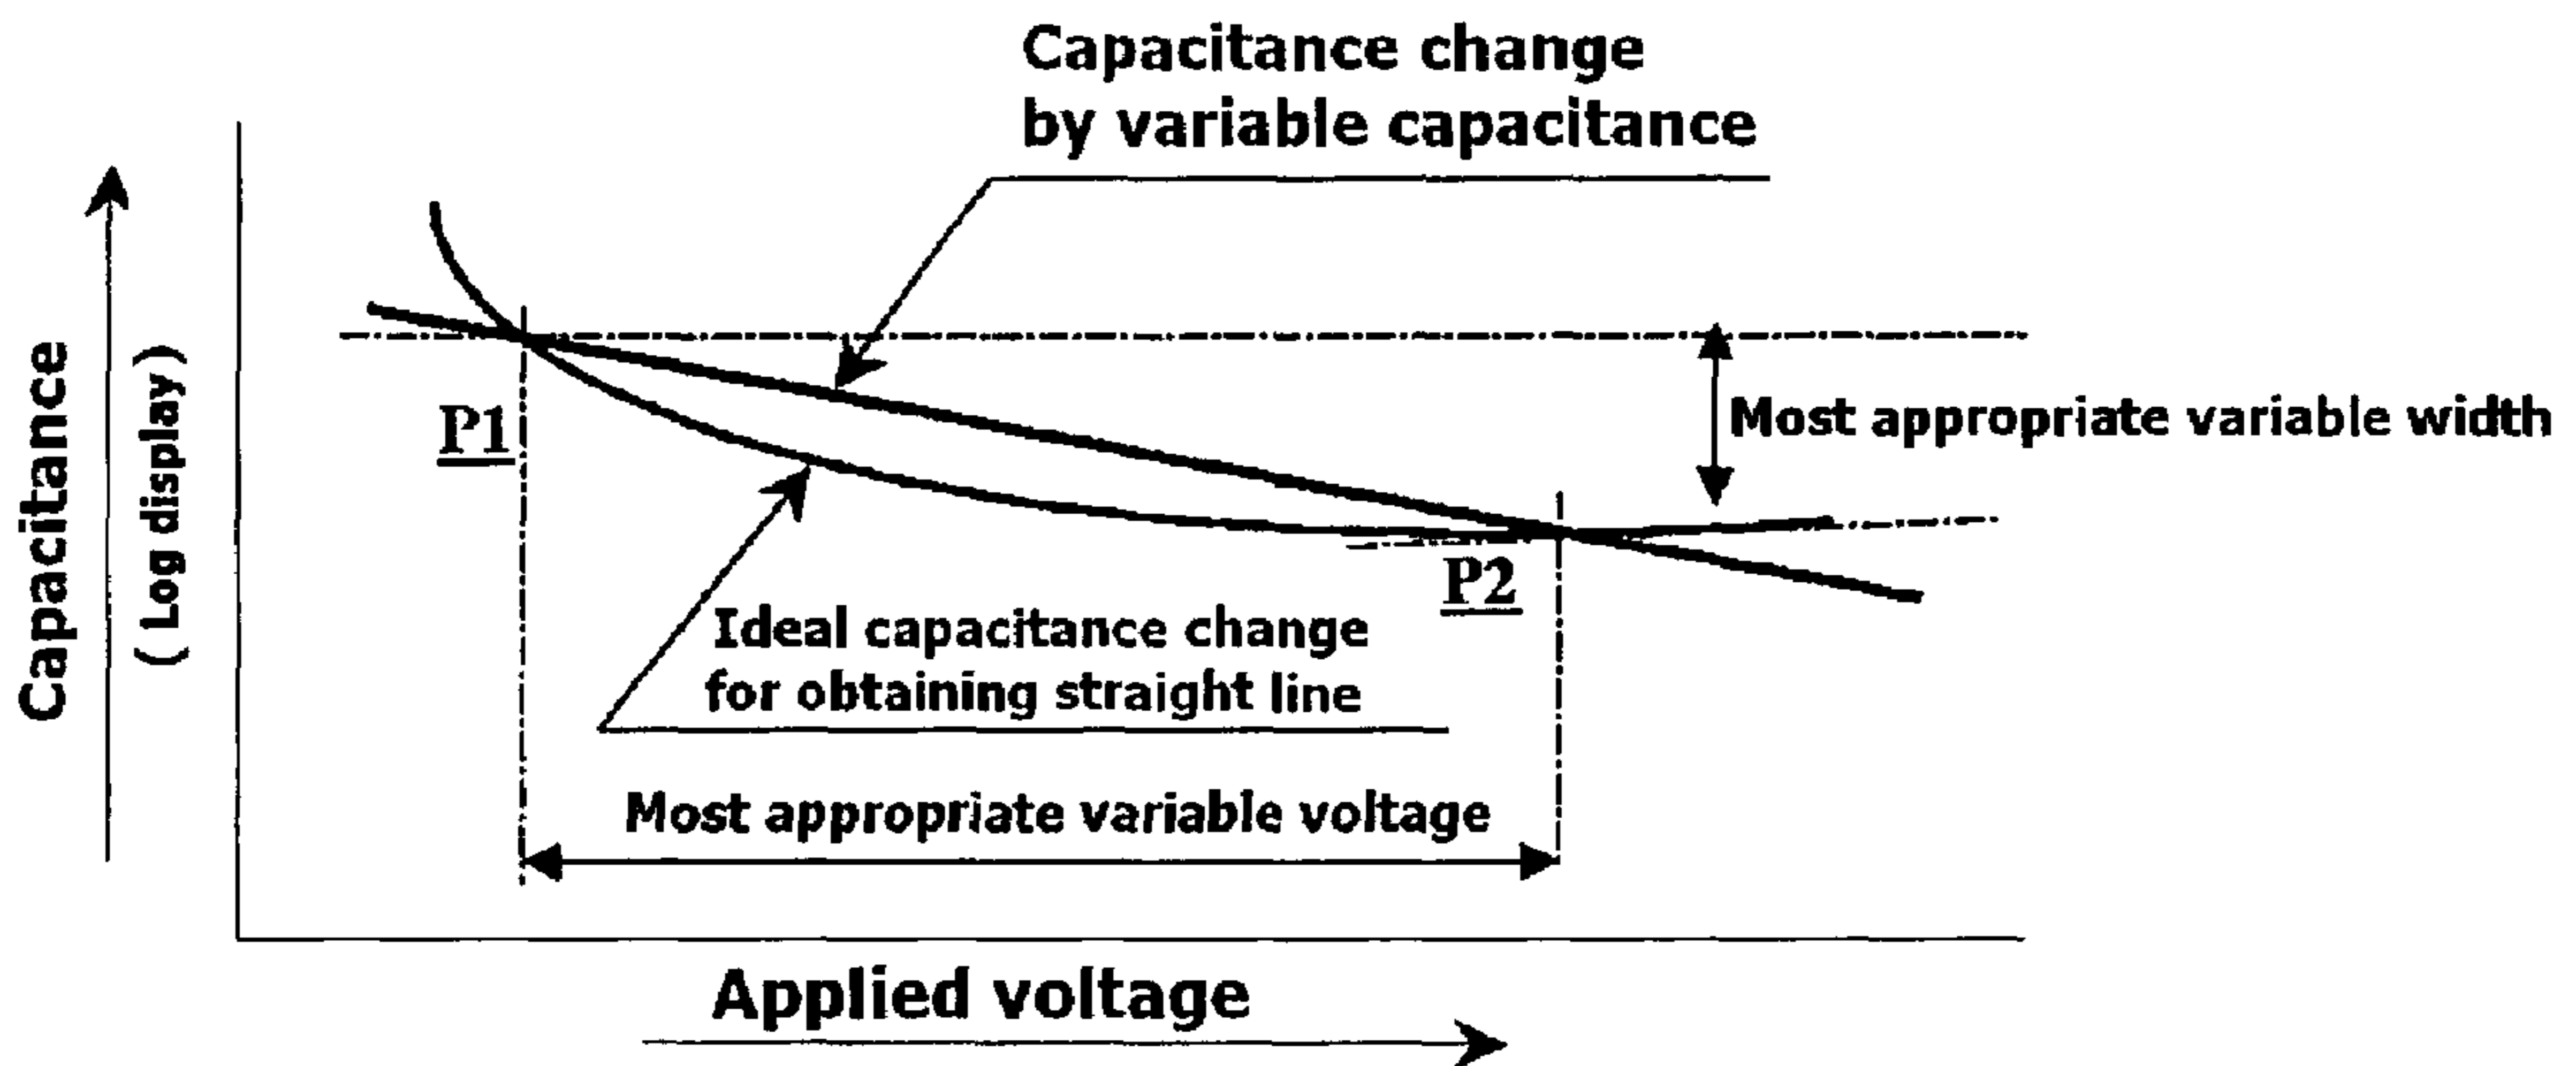 Capacitance change
by variable capacitance
Capacitance
( Log display)
P1
Most appropriate variable width
P2
Ideal capacitance change
for obtaining straight line
Most appropriate variable voltage
Applied voltage